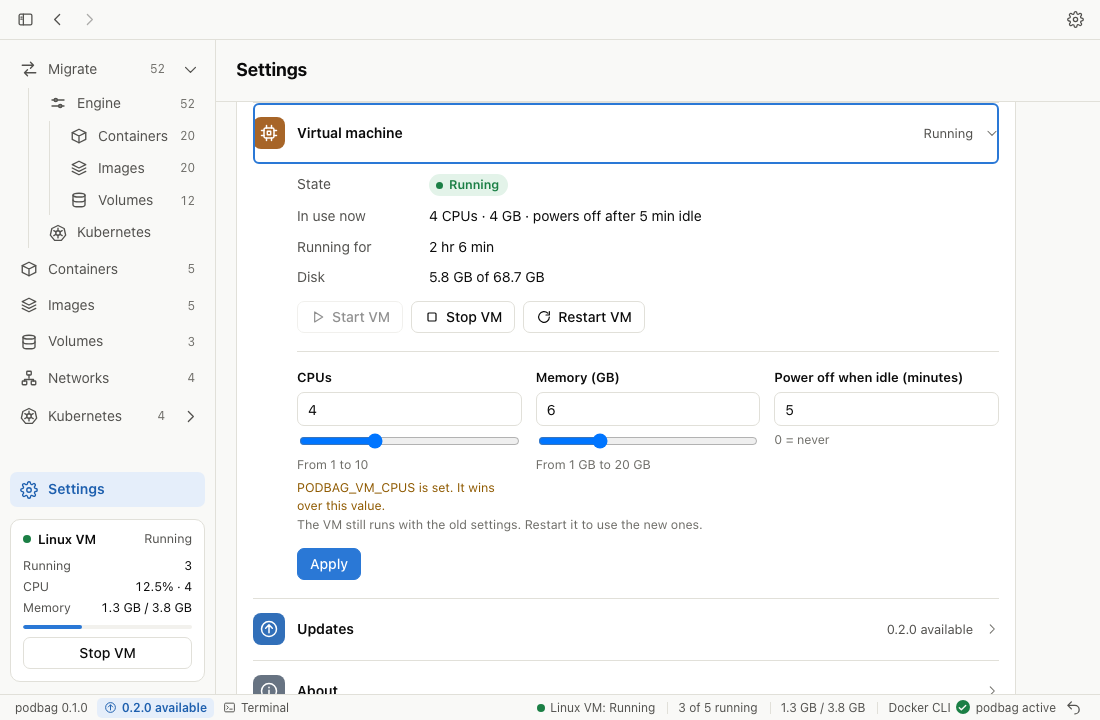 Migrate 52
Engine 52
Containers 20
Images 20
Volumes 12
Kubernetes
Containers 5
Images 5
Volumes 3
Networks 4
Kubernetes 4
Settings
Linux VM Running
Running 3
CPU 12.5% · 4
Memory 1.3 GB / 3.8 GB
Stop VM
Settings
Virtual machine Running
State Running
In use now 4 CPUs · 4 GB · powers off after 5 min idle
Running for 2 hr 6 min
Disk 5.8 GB of 68.7 GB
Start VM Stop VM Restart VM
CPUs Memory (GB) Power off when idle (minutes)
4 6 5
0 = never
From 1 to 10 From 1 GB to 20 GB
PODBAG_VM_CPUS is set. It wins
over this value.
The VM still runs with the old settings. Restart it to use the new ones.
Apply
Updates 0.2.0 available
About
podbag 0.1.0 0.2.0 available Terminal Linux VM: Running 3 of 5 running 1.3 GB / 3.8 GB Docker CLI podbag active